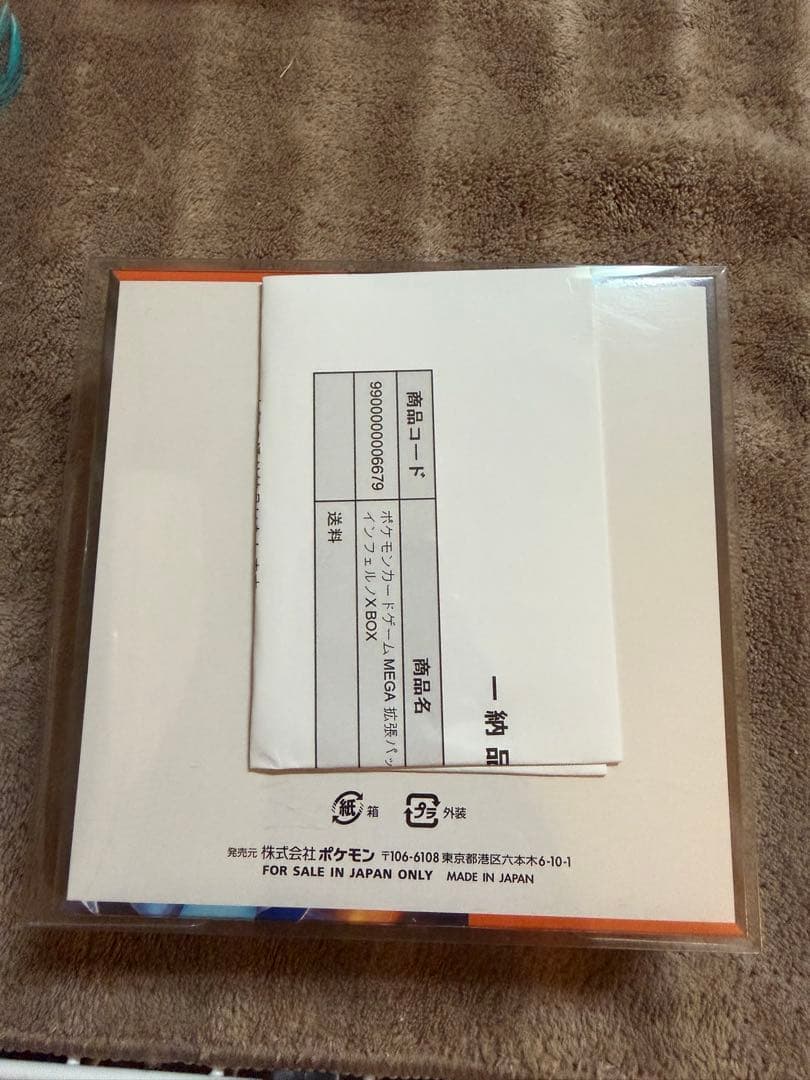 一納品
商品コード
商品名
9900000006679
ポケモンカードゲーム MEGA 拡張パッ
インフェルノX BOX
送料
紙 箱
プラ 外装
発売元 株式会社ポケモン 〒106-6108 東京都港区六本木6-10-1
FOR SALE IN JAPAN ONLY MADE IN JAPAN